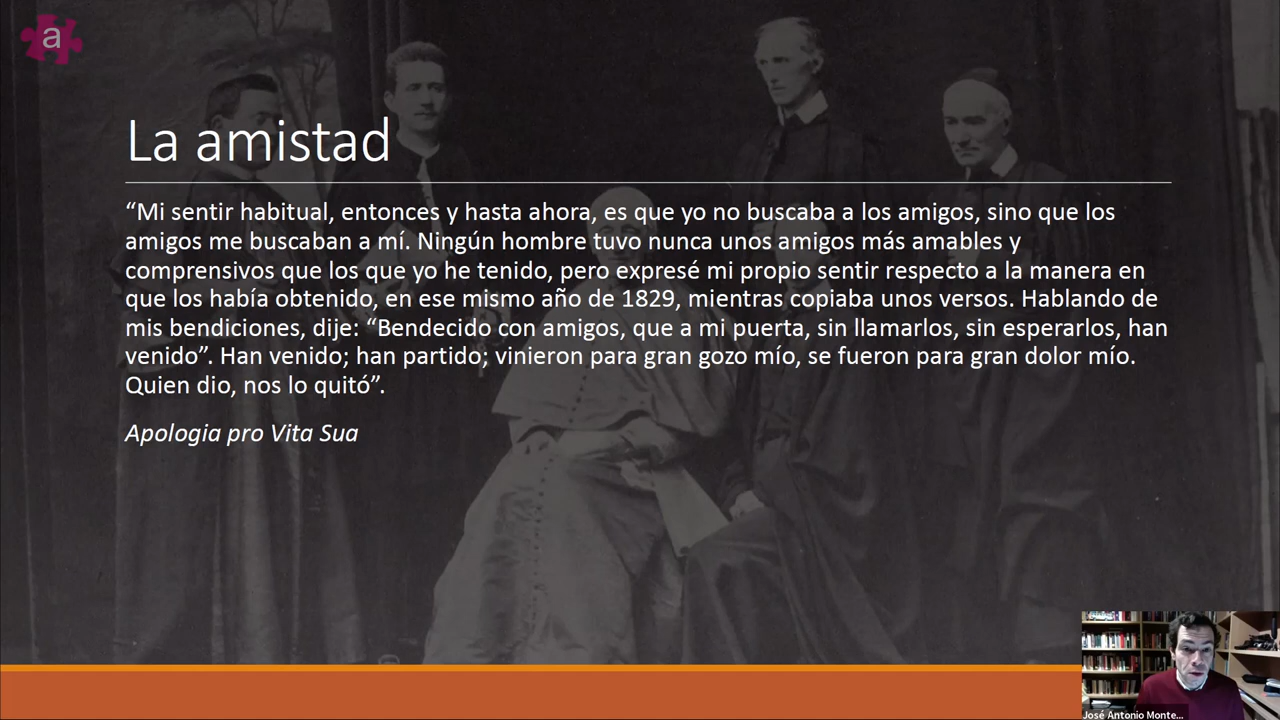 a
La amistad
“Mi sentir habitual, entonces y hasta ahora, es que yo no buscaba a los amigos, sino que los
amigos me buscaban a mí. Ningún hombre tuvo nunca unos amigos más amables y
comprensivos que los que yo he tenido, pero expresé mi propio sentir respecto a la manera en
que los había obtenido, en ese mismo año de 1829, mientras copiaba unos versos. Hablando de
mis bendiciones, dije: “Bendecido con amigos, que a mi puerta, sin llamarlos, sin esperarlos, han
venido”. Han venido; han partido; vinieron para gran gozo mío, se fueron para gran dolor mío.
Quien dio, nos lo quitó”.
Apologia pro Vita Sua
José Antonio Monte...